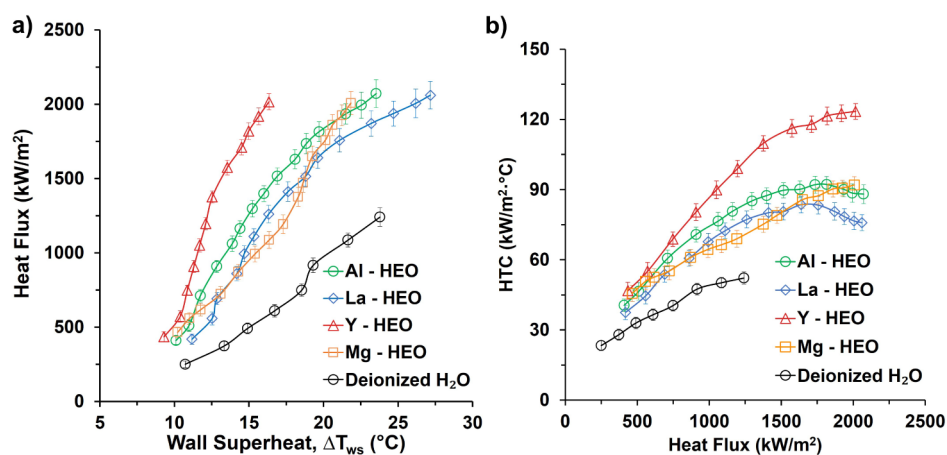 a)
Heat Flux (kW/m²)
2500
2000
1500
1000
500
0
5
10
15
20
25
30
Wall Superheat, ΔTws (°C)
Al - HEO
La - HEO
Y - HEO
Mg - HEO
Deionized H₂O
b)
HTC (kW/m²·°C)
150
120
90
60
30
0
0
500
1000
1500
2000
2500
Heat Flux (kW/m²)
Al - HEO
La - HEO
Y - HEO
Mg - HEO
Deionized H₂O